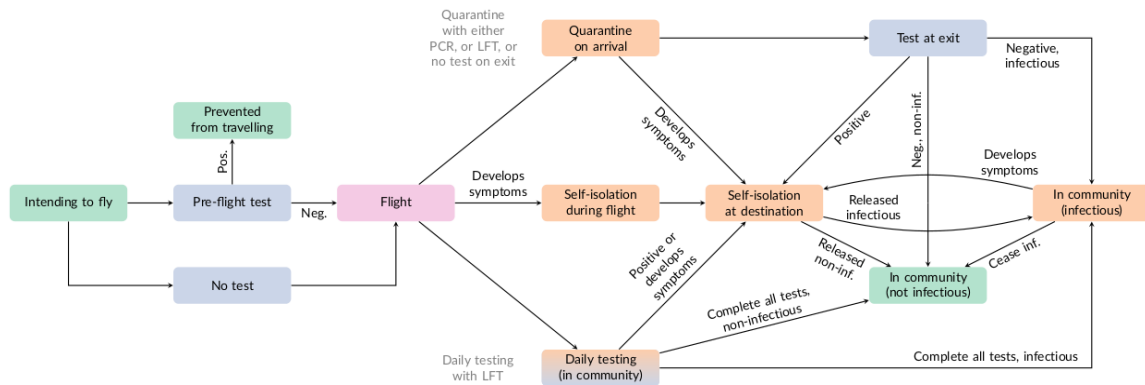 Quarantine
with either
PCR, or LFT, or
no test on exit
Quarantine
on arrival
Test at exit
Negative,
infectious
Prevented
from travelling
Pos.
Develops
symptoms
Positive
Neg., non-inf.
Develops
symptoms
Intending to fly
Pre-flight test
Neg.
Flight
Develops
symptoms
Self-isolation
during flight
Self-isolation
at destination
Released
infectious
In community
(infectious)
Positive or
develops
symptoms
Released
non-inf.
Cease inf.
No test
In community
(not infectious)
Complete all tests,
non-infectious
Daily testing
with LFT
Daily testing
(in community)
Complete all tests, infectious